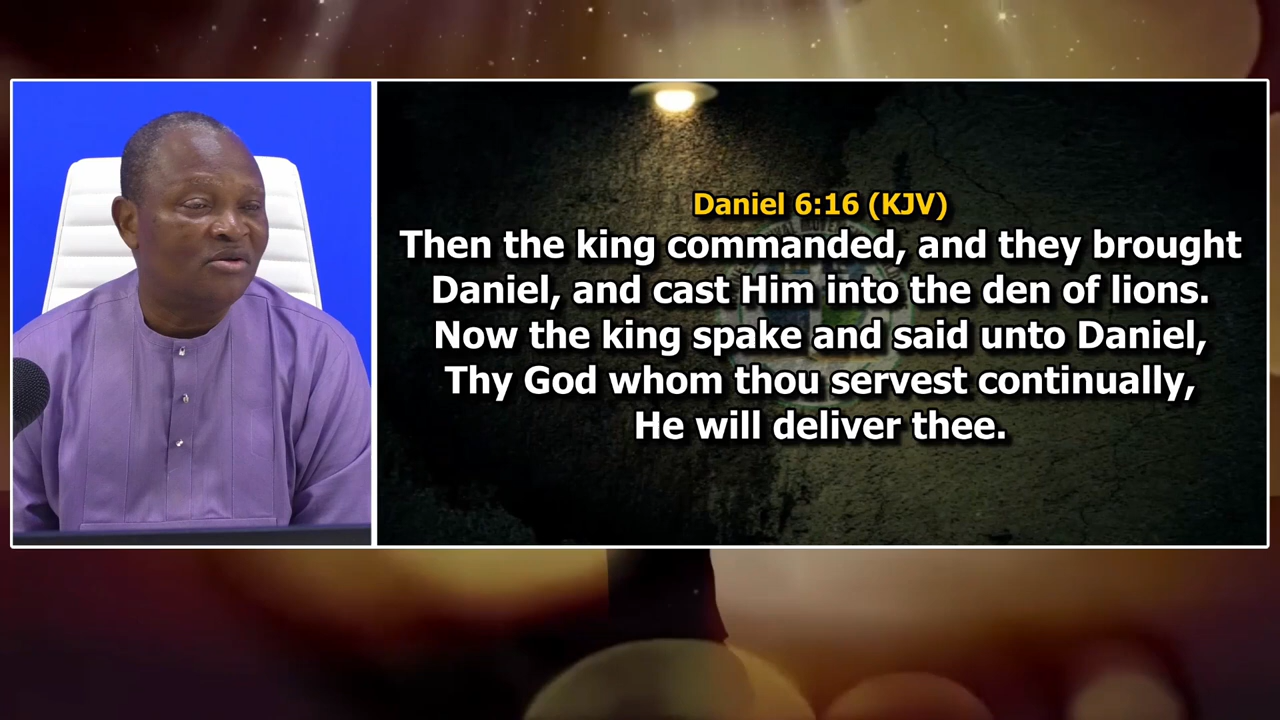 Daniel 6:16 (KJV)
Then the king commanded, and they brought
Daniel, and cast Him into the den of lions.
Now the king spake and said unto Daniel,
Thy God whom thou servest continually,
He will deliver thee.